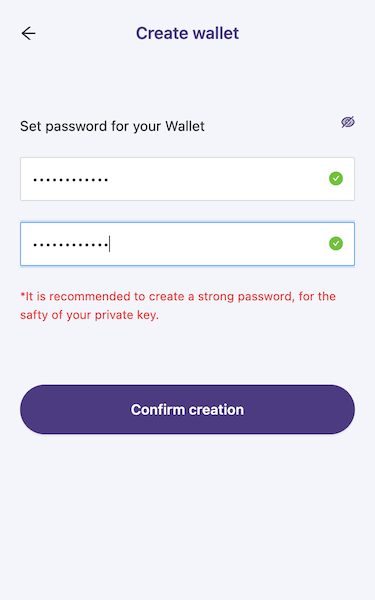 Create wallet
Set password for your Wallet
••••••••••••
••••••••••••
*It is recommended to create a strong password, for the
safty of your private key.
Confirm creation